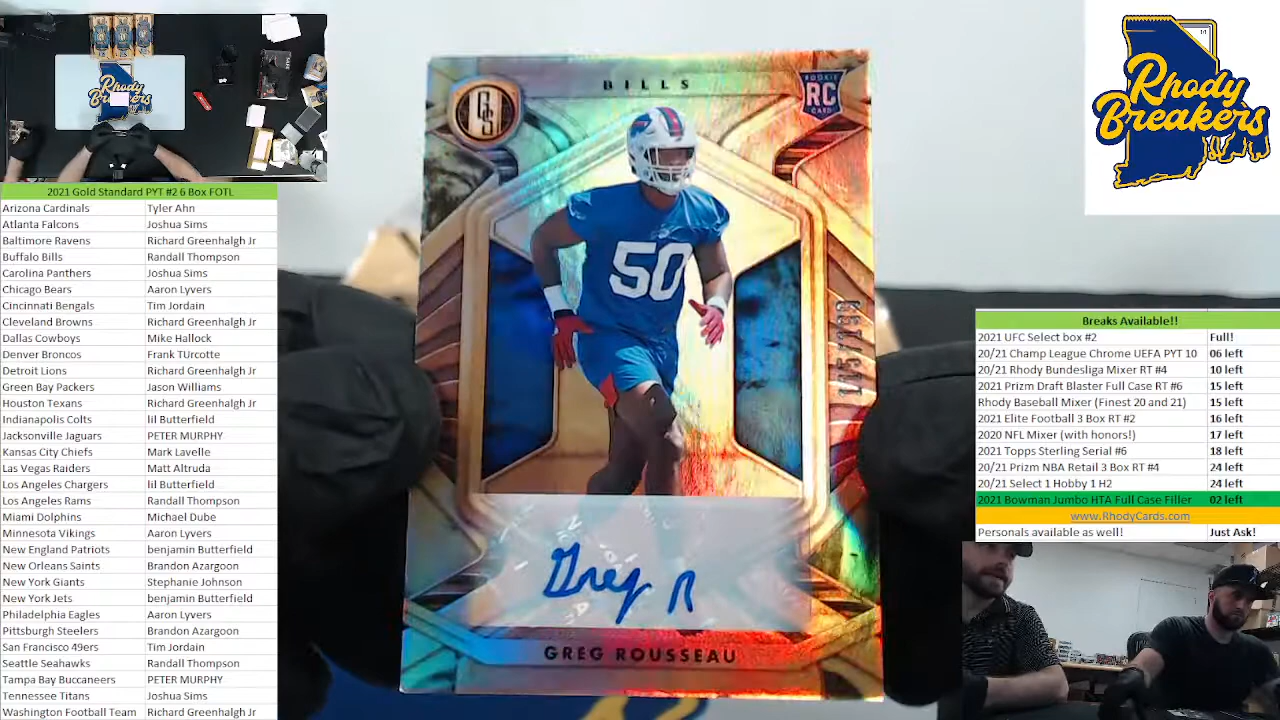 Rhody
Breakers
2021 Gold Standard PYT #2 6 Box FOTL
Arizona Cardinals Tyler Ahn
Atlanta Falcons Joshua Sims
Baltimore Ravens Richard Greenhalgh Jr
Buffalo Bills Randall Thompson
Carolina Panthers Joshua Sims
Chicago Bears Aaron Lyvers
Cincinnati Bengals Tim Jordain
Cleveland Browns Richard Greenhalgh Jr
Dallas Cowboys Mike Hallock
Denver Broncos Frank TUrcotte
Detroit Lions Richard Greenhalgh Jr
Green Bay Packers Jason Williams
Houston Texans Richard Greenhalgh Jr
Indianapolis Colts lil Butterfield
Jacksonville Jaguars PETER MURPHY
Kansas City Chiefs Mark Lavelle
Las Vegas Raiders Matt Altruda
Los Angeles Chargers lil Butterfield
Los Angeles Rams Randall Thompson
Miami Dolphins Michael Dube
Minnesota Vikings Aaron Lyvers
New England Patriots benjamin Butterfield
New Orleans Saints Brandon Azargoon
New York Giants Stephanie Johnson
New York Jets benjamin Butterfield
Philadelphia Eagles Aaron Lyvers
Pittsburgh Steelers Brandon Azargoon
San Francisco 49ers Tim Jordain
Seattle Seahawks Randall Thompson
Tampa Bay Buccaneers PETER MURPHY
Tennessee Titans Joshua Sims
Washington Football Team Richard Greenhalgh Jr
BILLS
GS
ROOKIE
RC
CARD
50
Greg R
GREG ROUSSEAU
Rhody
Breakers
Breaks Available!!
2021 UFC Select box #2 Full!
20/21 Champ League Chrome UEFA PYT 10 06 left
20/21 Rhody Bundesliga Mixer RT #4 10 left
2021 Prizm Draft Blaster Full Case RT #6 15 left
Rhody Baseball Mixer (Finest 20 and 21) 15 left
2021 Elite Football 3 Box RT #2 16 left
2020 NFL Mixer (with honors!) 17 left
2021 Topps Sterling Serial #6 18 left
20/21 Prizm NBA Retail 3 Box RT #4 24 left
20/21 Select 1 Hobby 1 H2 24 left
2021 Bowman Jumbo HTA Full Case Filler 02 left
www.RhodyCards.com
Personals available as well! Just Ask!